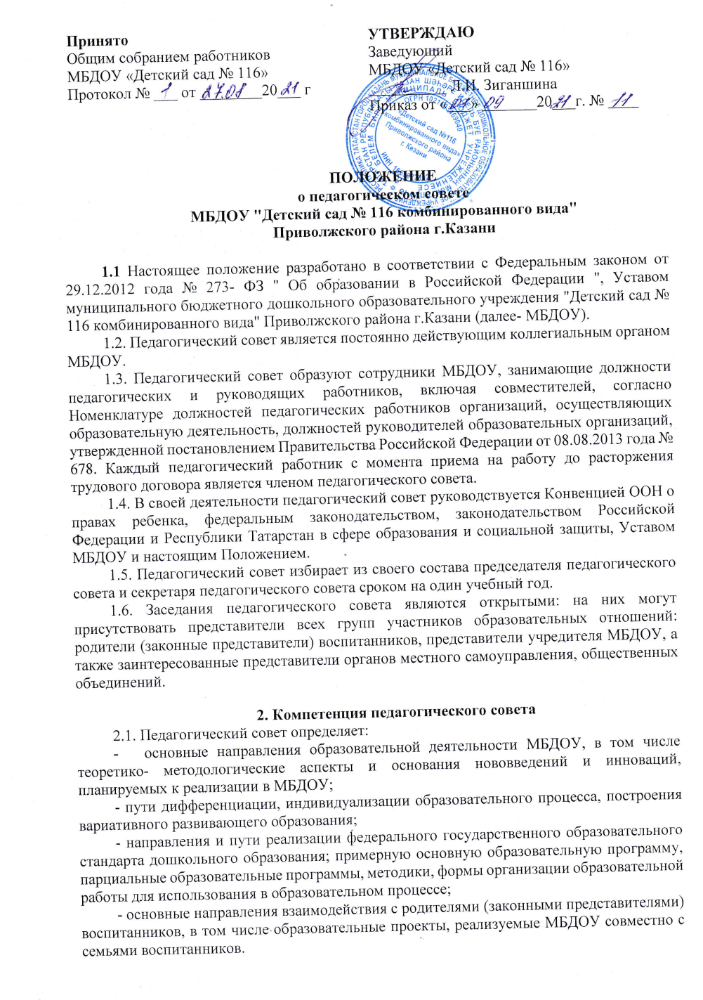 Принято
Общим собранием работников
МБДОУ «Детский сад № 116»
Протокол № 1 от 27.08 2021 г
УТВЕРЖДАЮ
Заведующий
МБДОУ «Детский сад № 116»
Л.И. Зиганшина
Приказ от «01» 09 2021 г. № 11
«Детский сад №116
комбинированного вида»
Приволжского района
г. Казани
ПОЛОЖЕНИЕ
о педагогическом совете
МБДОУ "Детский сад № 116 комбинированного вида"
Приволжского района г.Казани
1.1 Настоящее положение разработано в соответствии с Федеральным законом от
29.12.2012 года № 273- ФЗ " Об образовании в Российской Федерации ", Уставом
муниципального бюджетного дошкольного образовательного учреждения "Детский сад №
116 комбинированного вида" Приволжского района г.Казани (далее- МБДОУ).
1.2. Педагогический совет является постоянно действующим коллегиальным органом
МБДОУ.
1.3. Педагогический совет образуют сотрудники МБДОУ, занимающие должности
педагогических и руководящих работников, включая совместителей, согласно
Номенклатуре должностей педагогических работников организаций, осуществляющих
образовательную деятельность, должностей руководителей образовательных организаций,
утвержденной постановлением Правительства Российской Федерации от 08.08.2013 года №
678. Каждый педагогический работник с момента приема на работу до расторжения
трудового договора является членом педагогического совета.
1.4. В своей деятельности педагогический совет руководствуется Конвенцией ООН о
правах ребенка, федеральным законодательством, законодательством Российской
Федерации и Республики Татарстан в сфере образования и социальной защиты, Уставом
МБДОУ и настоящим Положением.
1.5. Педагогический совет избирает из своего состава председателя педагогического
совета и секретаря педагогического совета сроком на один учебный год.
1.6. Заседания педагогического совета являются открытыми: на них могут
присутствовать представители всех групп участников образовательных отношений:
родители (законные представители) воспитанников, представители учредителя МБДОУ, а
также заинтересованные представители органов местного самоуправления, общественных
объединений.
2. Компетенция педагогического совета
2.1. Педагогический совет определяет:
- основные направления образовательной деятельности МБДОУ, в том числе
теоретико- методологические аспекты и основания нововведений и инноваций,
планируемых к реализации в МБДОУ;
- пути дифференциации, индивидуализации образовательного процесса, построения
вариативного развивающего образования;
- направления и пути реализации федерального государственного образовательного
стандарта дошкольного образования; примерную основную образовательную программу,
парциальные образовательные программы, методики, формы организации образовательной
работы для использования в образовательном процессе;
- основные направления взаимодействия с родителями (законными представителями)
воспитанников, в том числе образовательные проекты, реализуемые МБДОУ совместно с
семьями воспитанников.